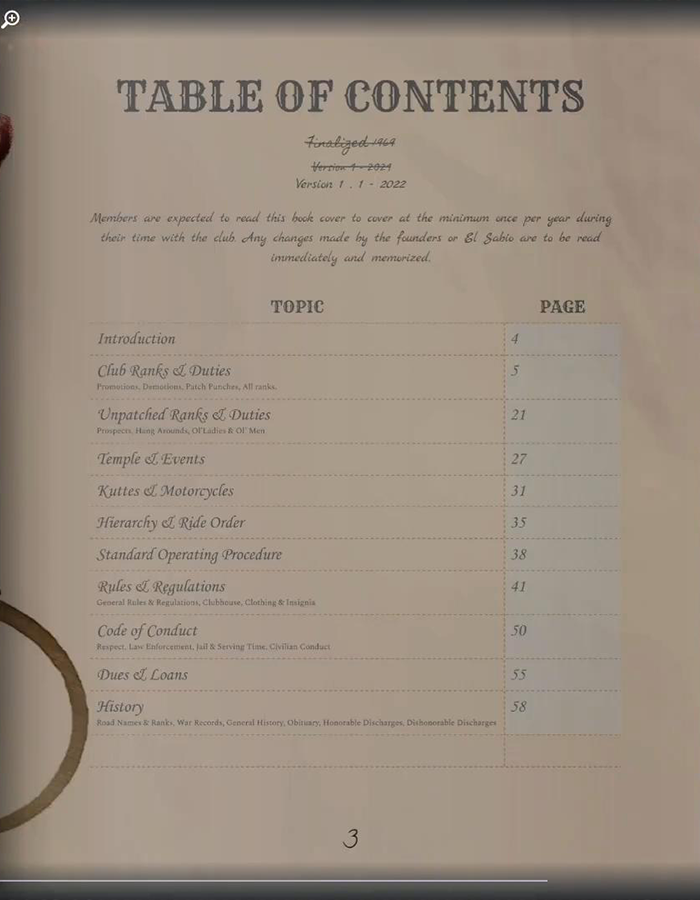 TABLE OF CONTENTS
Finalized 1969
Version 1 - 2021
Version 1 . 1 - 2022
Members are expected to read this book cover to cover at the minimum once per year during
their time with the club. Any changes made by the founders or El Sabio are to be read
immediately and memorized.
TOPIC PAGE
Introduction 4
Club Ranks & Duties 5
Promotions, Demotions, Patch Punches, All ranks.
Unpatched Ranks & Duties 21
Prospects, Hang Arounds, Ol'Ladies & Ol' Men
Temple & Events 27
Kuttes & Motorcycles 31
Hierarchy & Ride Order 35
Standard Operating Procedure 38
Rules & Regulations 41
General Rules & Regulations, Clubhouse, Clothing & Insignia
Code of Conduct 50
Respect, Law Enforcement, Jail & Serving Time, Civilian Conduct
Dues & Loans 55
History 58
Road Names & Ranks, War Records, General History, Obituary, Honorable Discharges, Dishonorable Discharges
3